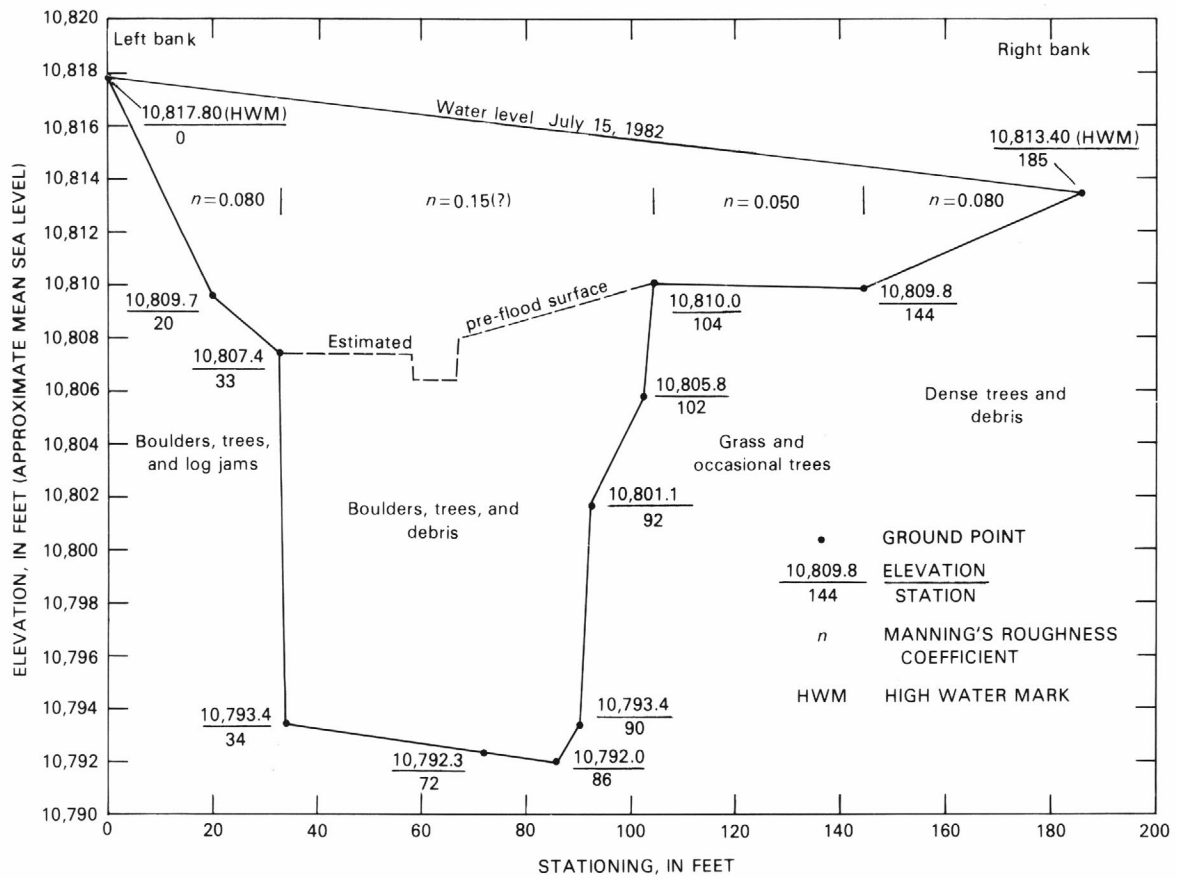 10,820
10,818
10,816
10,814
10,812
10,810
10,808
10,806
10,804
10,802
10,800
10,798
10,796
10,794
10,792
10,790
ELEVATION, IN FEET (APPROXIMATE MEAN SEA LEVEL)
Left bank
Right bank
10,817.80 (HWM)
0
Water level July 15, 1982
10,813.40 (HWM)
185
n=0.080
n=0.15(?)
n=0.050
n=0.080
10,809.7
20
10,807.4
33
Estimated
pre-flood surface
10,810.0
104
10,809.8
144
10,805.8
102
Boulders, trees,
and log jams
Boulders, trees, and
debris
Grass and
occasional trees
Dense trees and
debris
10,801.1
92
10,793.4
34
10,792.3
72
10,792.0
86
10,793.4
90
GROUND POINT
10,809.8
144
ELEVATION
STATION
n
MANNING'S ROUGHNESS
COEFFICIENT
HWM
HIGH WATER MARK
0
20
40
60
80
100
120
140
160
180
200
STATIONING, IN FEET